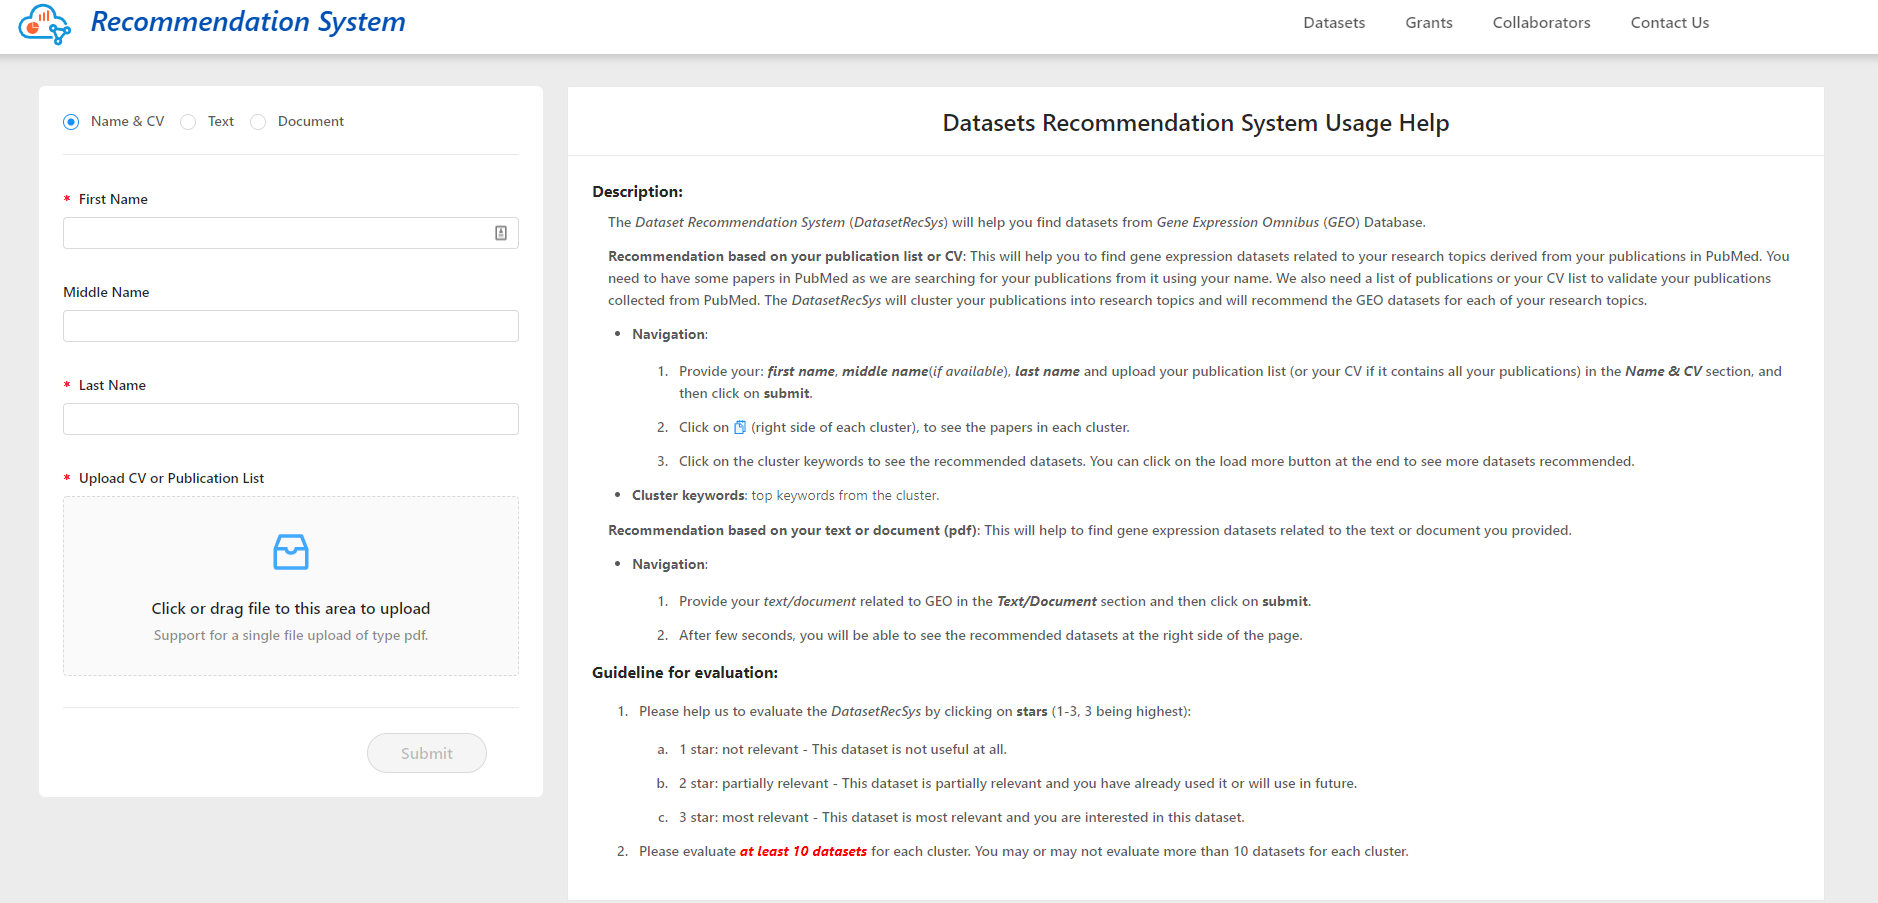 Recommendation System
Datasets Grants Collaborators Contact Us
Name & CV Text Document
* First Name
Middle Name
* Last Name
* Upload CV or Publication List
Click or drag file to this area to upload
Support for a single file upload of type pdf.
Submit
Datasets Recommendation System Usage Help
Description:
The Dataset Recommendation System (DatasetRecSys) will help you find datasets from Gene Expression Omnibus (GEO) Database.
Recommendation based on your publication list or CV: This will help you to find gene expression datasets related to your research topics derived from your publications in PubMed. You
need to have some papers in PubMed as we are searching for your publications from it using your name. We also need a list of publications or your CV list to validate your publications
collected from PubMed. The DatasetRecSys will cluster your publications into research topics and will recommend the GEO datasets for each of your research topics.
• Navigation:
1. Provide your: first name, middle name(if available), last name and upload your publication list (or your CV if it contains all your publications) in the Name & CV section, and
then click on submit.
2. Click on (right side of each cluster), to see the papers in each cluster.
3. Click on the cluster keywords to see the recommended datasets. You can click on the load more button at the end to see more datasets recommended.
• Cluster keywords: top keywords from the cluster.
Recommendation based on your text or document (pdf): This will help to find gene expression datasets related to the text or document you provided.
• Navigation:
1. Provide your text/document related to GEO in the Text/Document section and then click on submit.
2. After few seconds, you will be able to see the recommended datasets at the right side of the page.
Guideline for evaluation:
1. Please help us to evaluate the DatasetRecSys by clicking on stars (1-3, 3 being highest):
a. 1 star: not relevant - This dataset is not useful at all.
b. 2 star: partially relevant - This dataset is partially relevant and you have already used it or will use in future.
c. 3 star: most relevant - This dataset is most relevant and you are interested in this dataset.
2. Please evaluate at least 10 datasets for each cluster. You may or may not evaluate more than 10 datasets for each cluster.